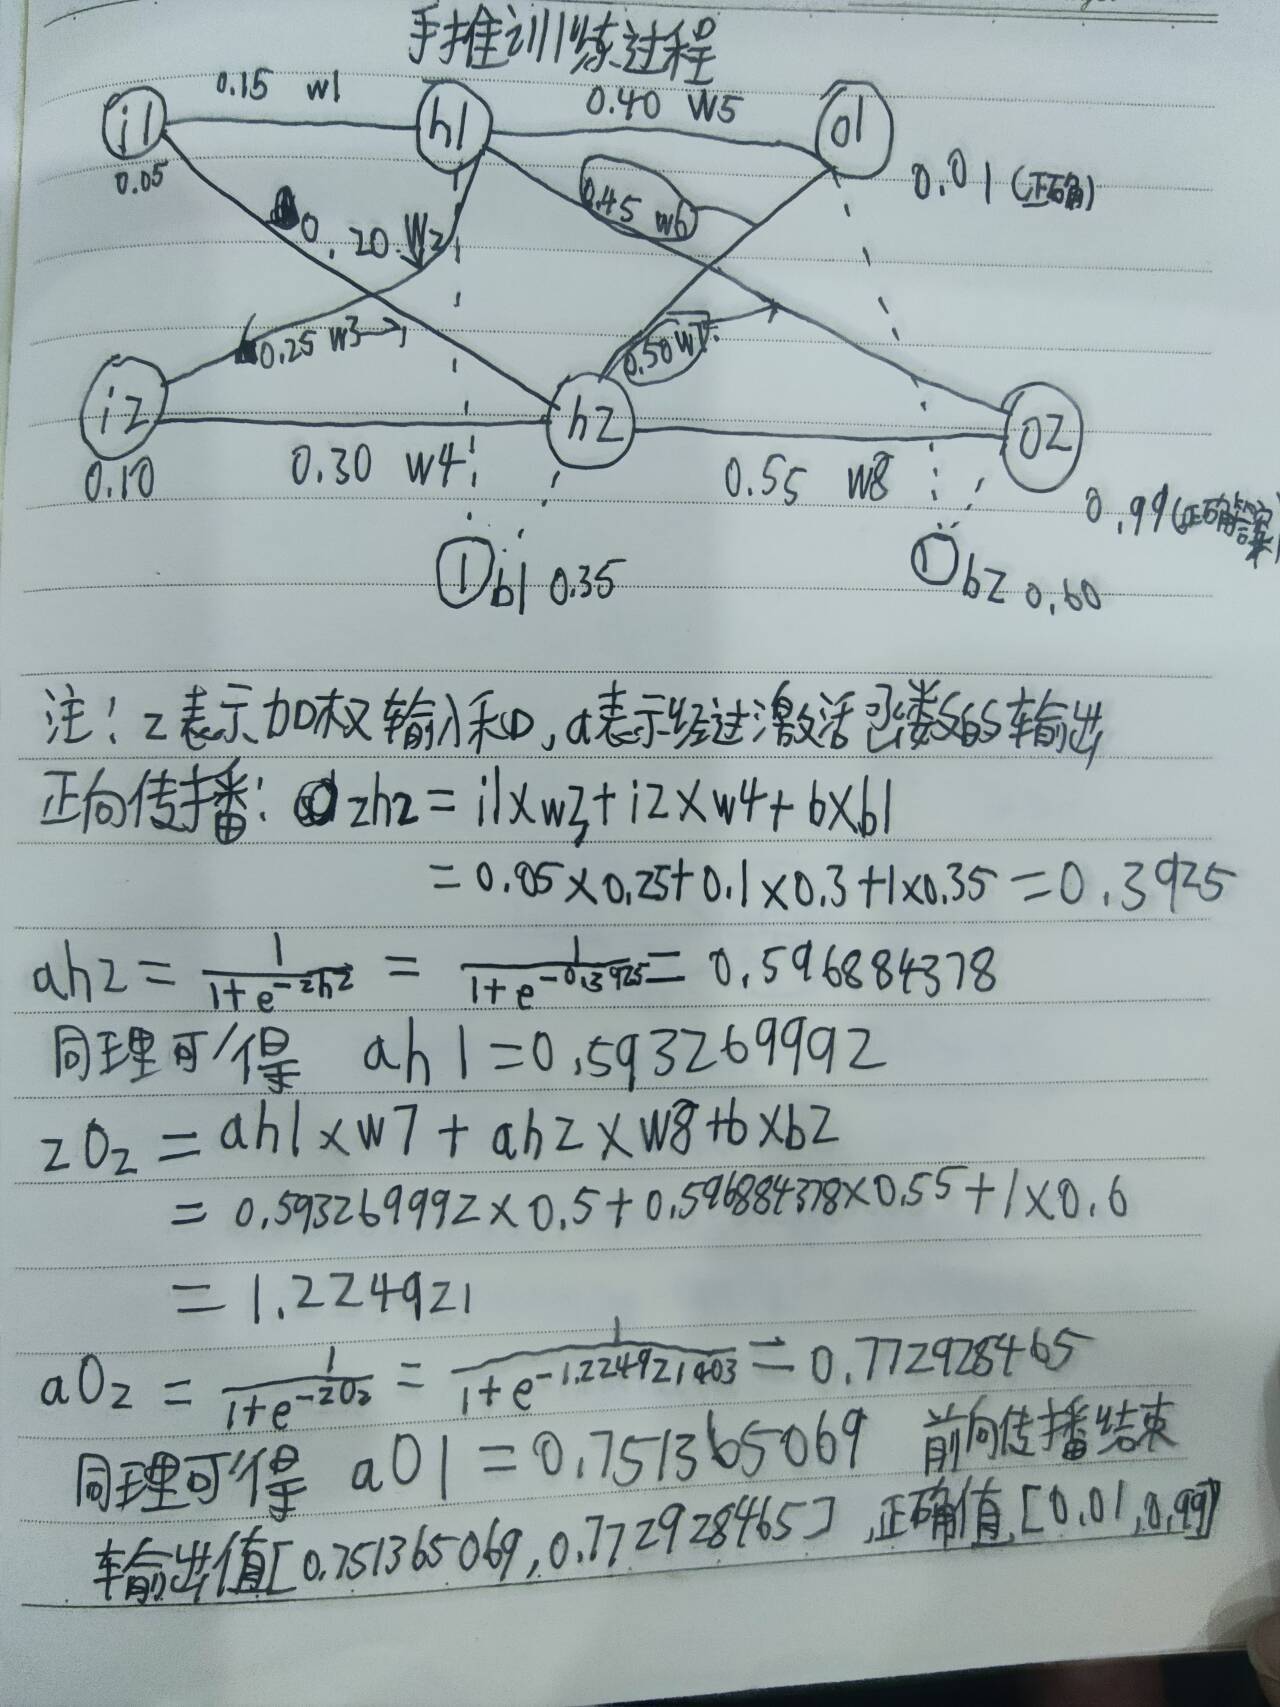 手推训练过程
0.15 w1
0.40 w5
i1
h1
o1
0.05
0.01 (正确)
0.45 w6
0.20 w2
0.25 w3
0.50 w7
i2
h2
o2
0.10
0.30 w4
0.55 w8
0.99(正确答案)
1 b1 0.35
1 b2 0.60
注:z表示加权输入和,a表示经过激活函数的输出
正向传播: zh2=i1×w3+i2×w4+b×b1
=0.05×0.25+0.1×0.3+1×0.35=0.3925
ah2=1/(1+e^-zh2)=1/(1+e^-0.3925)=0.596884378
同理可得 ah1=0.593269992
zO2=ah1×w7+ah2×w8+b×b2
=0.593269992×0.5+0.596884378×0.55+1×0.6
=1.224921
aO2=1/(1+e^-zO2)=1/(1+e^-1.224921403)=0.772928465
同理可得 aO1=0.751365069 前向传播结束
输出值[0.751365069,0.772928465],正确值[0.01,0.99]